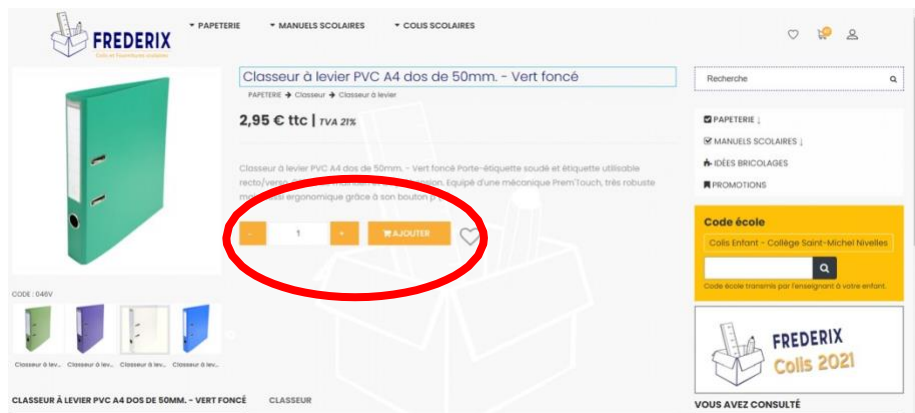 FREDERIX
Colis et Fournitures scolaires
PAPETERIE
MANUELS SCOLAIRES
COLIS SCOLAIRES
Classeur à levier PVC A4 dos de 50mm. - Vert foncé
PAPETERIE → Classeur → Classeur à levier
2,95 € ttc | TVA 21%
Classeur à levier PVC A4 dos de 50mm. - Vert foncé Porte-étiquette soudé et étiquette utilisable
recto/verso. Equipé d'une mécanique Prem'Touch, très robuste
ergonomique grâce à son bouton
- 1 + AJOUTER
CODE : 046V
Classeur à lev... Classeur à lev... Classeur à lev... Classeur à lev...
CLASSEUR À LEVIER PVC A4 DOS DE 50MM. - VERT FONCÉ
CLASSEUR
Recherche
PAPETERIE ↓
MANUELS SCOLAIRES ↓
IDÉES BRICOLAGES
PROMOTIONS
Code école
Colis Enfant - Collège Saint-Michel Nivelles
Code école transmis par l'enseignant à votre enfant.
FREDERIX
Colis 2021
VOUS AVEZ CONSULTÉ